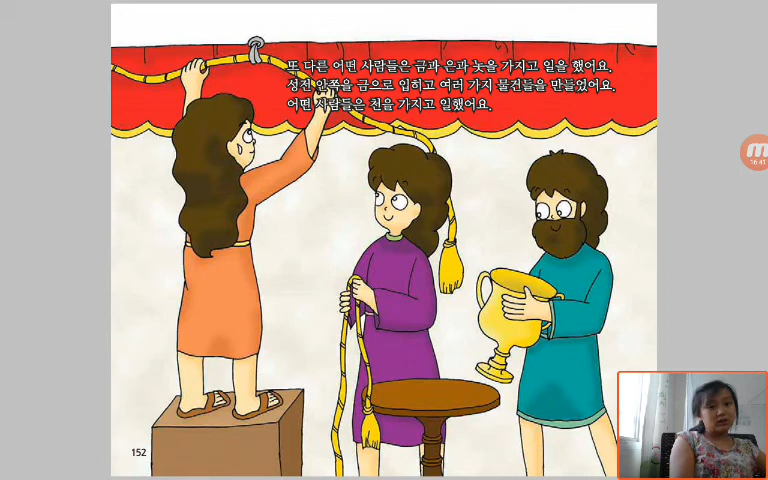 또 다른 어떤 사람들은 금과 은과 놋을 가지고 일을 했어요.
성전 안쪽을 금으로 입히고 여러 가지 물건들을 만들었어요.
어떤 사람들은 천을 가지고 일했어요.
16:41
152